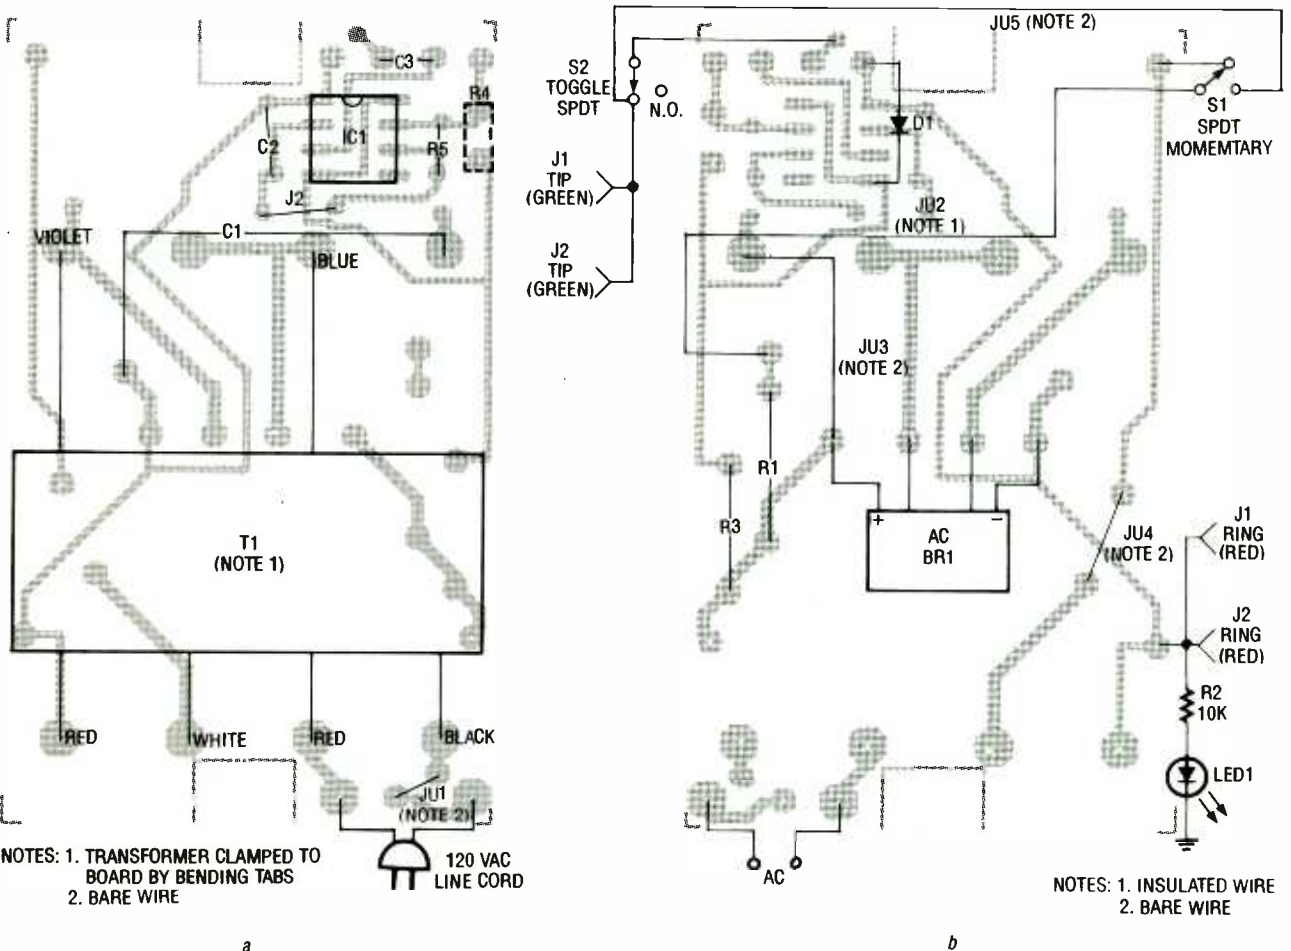 C3
R4
IC1
C2
R5
J2
VIOLET
C1
BLUE
T1
(NOTE 1)
RED
WHITE
RED
BLACK
JU1
(NOTE 2)
120 VAC
LINE CORD
NOTES: 1. TRANSFORMER CLAMPED TO
BOARD BY BENDING TABS
2. BARE WIRE
a
JU5 (NOTE 2)
S2
TOGGLE
SPDT
N.O.
S1
SPDT
MOMEMTARY
D1
J1
TIP
(GREEN)
JU2
(NOTE 1)
J2
TIP
(GREEN)
JU3
(NOTE 2)
R1
R3
+
−
AC
BR1
JU4
(NOTE 2)
J1
RING
(RED)
J2
RING
(RED)
R2
10K
LED1
AC
NOTES: 1. INSULATED WIRE
2. BARE WIRE
b